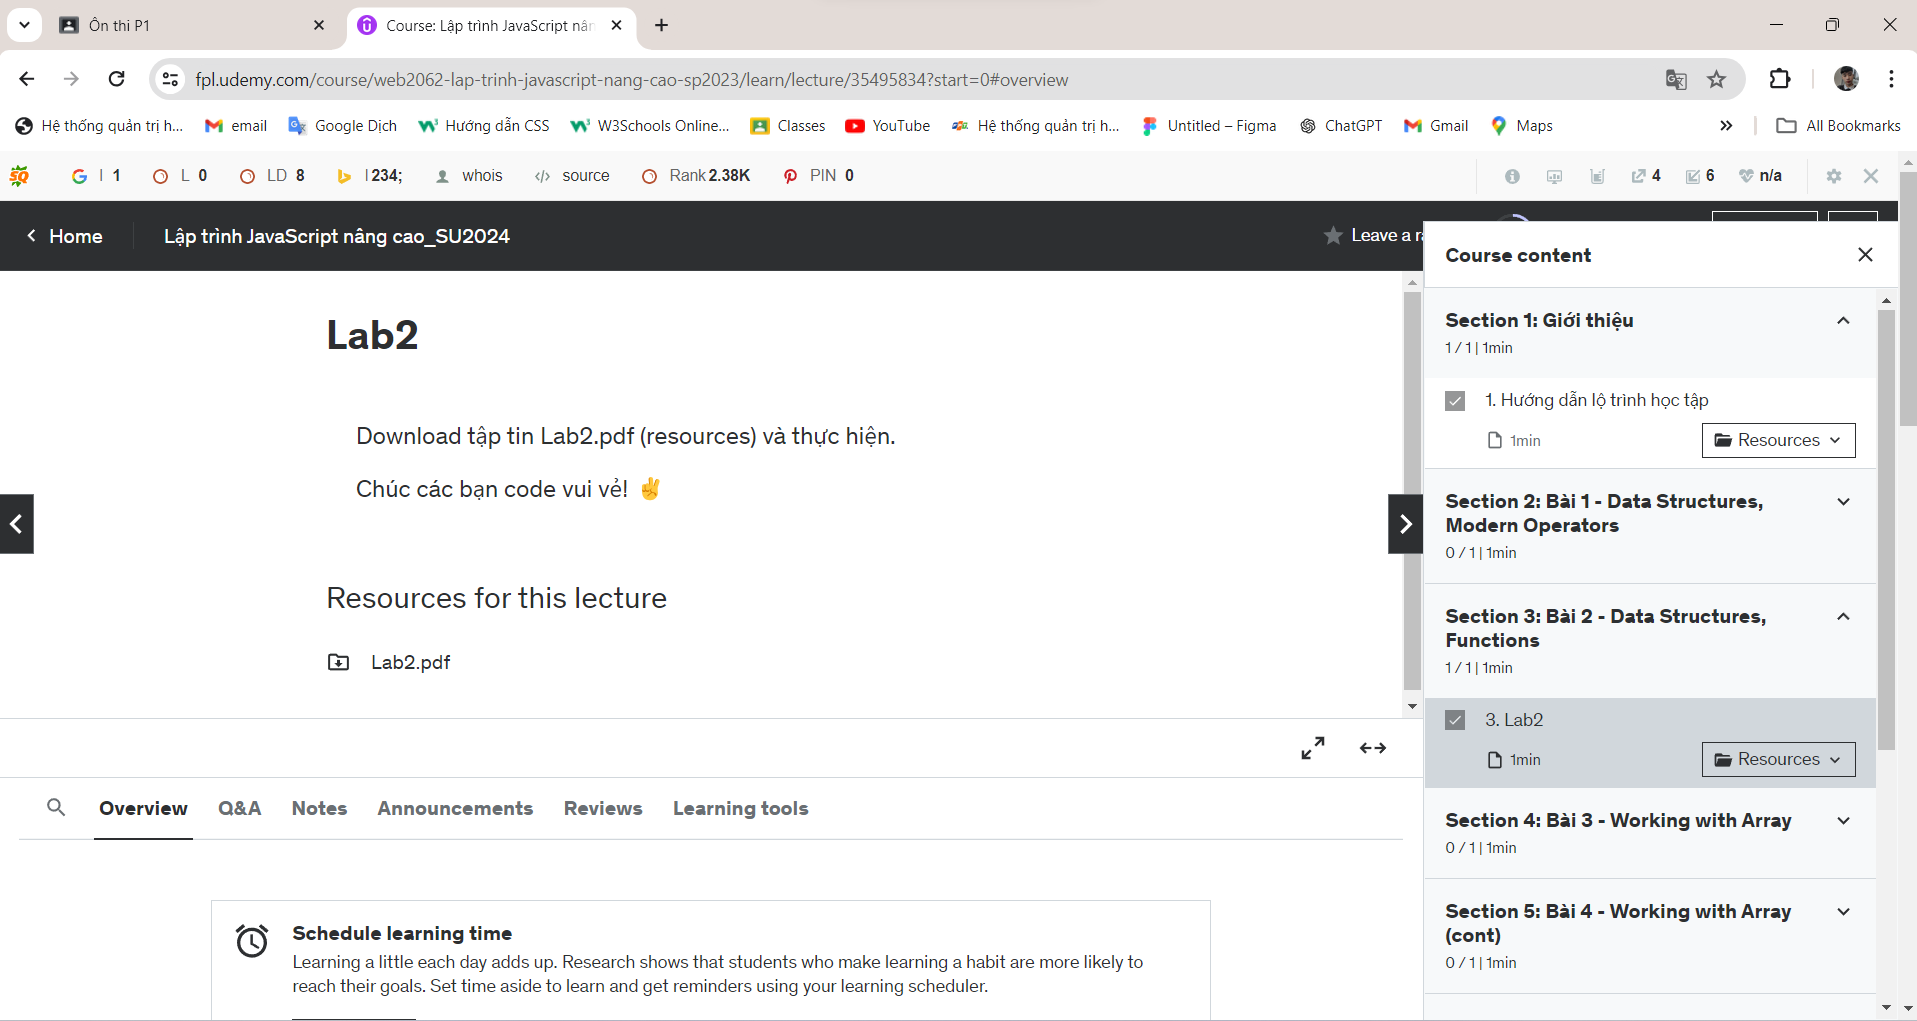 Ôn thi P1
Course: Lập trình JavaScript nân
fpl.udemy.com/course/web2062-lap-trinh-javascript-nang-cao-sp2023/learn/lecture/35495834?start=0#overview
Hệ thống quản trị h... email Google Dịch Hướng dẫn CSS W3Schools Online... Classes YouTube Hệ thống quản trị h... Untitled – Figma ChatGPT Gmail Maps All Bookmarks
SQ I 1 L 0 LD 8 I 234; whois source Rank 2.38K PIN 0 4 6 n/a
Home Lập trình JavaScript nâng cao_SU2024 Leave a ra
Lab2
Download tập tin Lab2.pdf (resources) và thực hiện.
Chúc các bạn code vui vẻ! ✌
Resources for this lecture
Lab2.pdf
Overview Q&A Notes Announcements Reviews Learning tools
Schedule learning time
Learning a little each day adds up. Research shows that students who make learning a habit are more likely to
reach their goals. Set time aside to learn and get reminders using your learning scheduler.
Course content
Section 1: Giới thiệu
1 / 1 | 1min
1. Hướng dẫn lộ trình học tập
1min Resources
Section 2: Bài 1 - Data Structures,
Modern Operators
0 / 1 | 1min
Section 3: Bài 2 - Data Structures,
Functions
1 / 1 | 1min
3. Lab2
1min Resources
Section 4: Bài 3 - Working with Array
0 / 1 | 1min
Section 5: Bài 4 - Working with Array
(cont)
0 / 1 | 1min